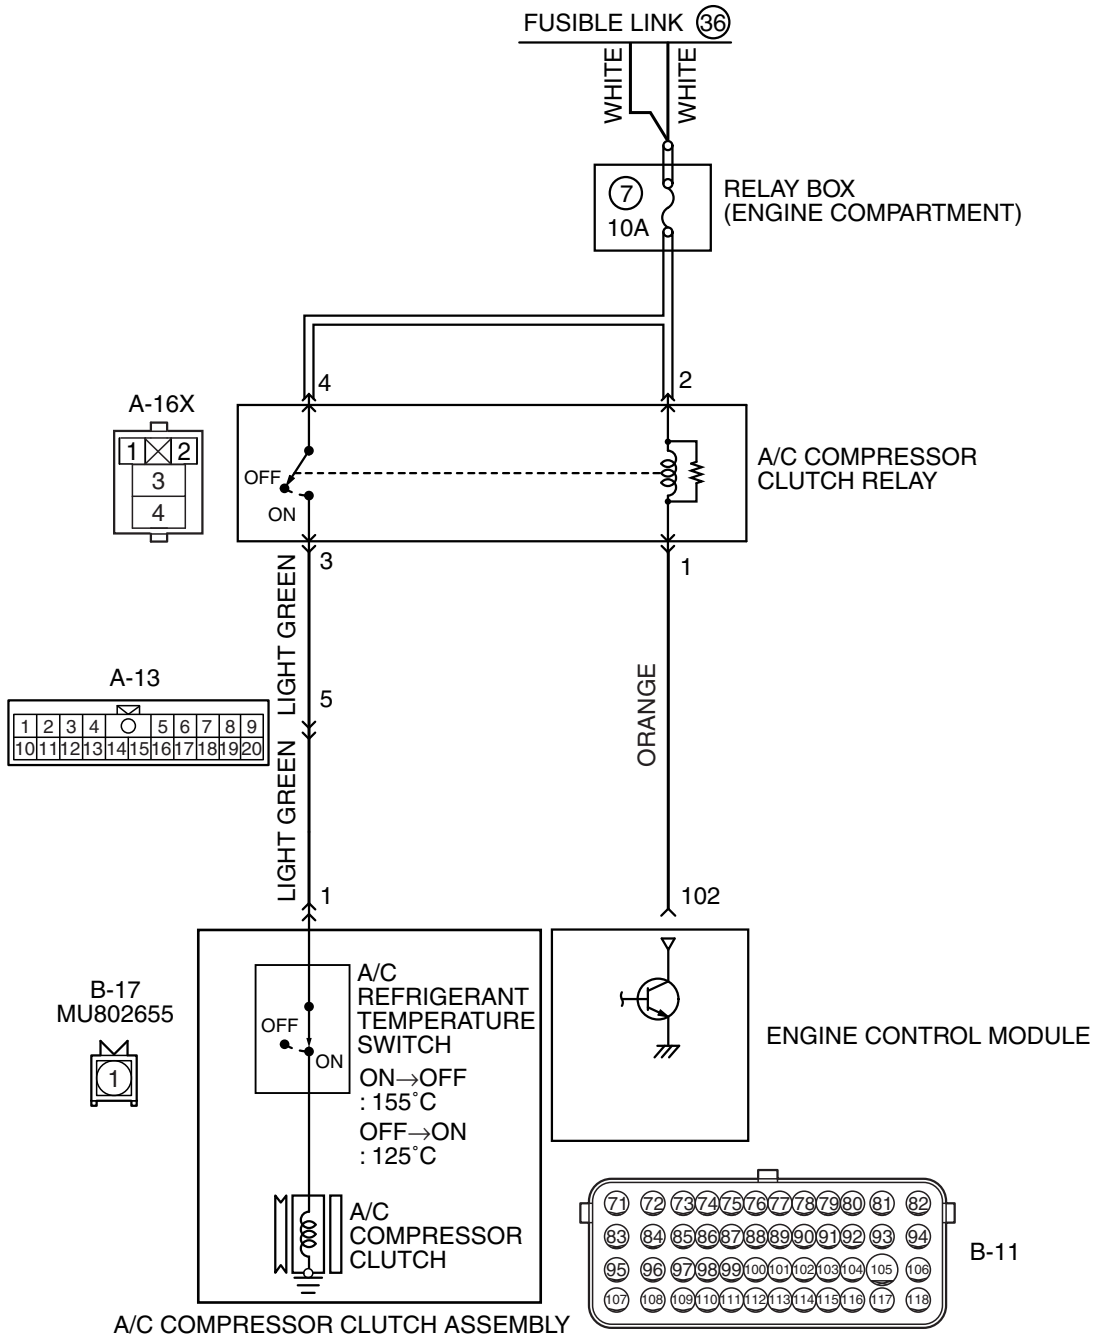 FUSIBLE LINK 36
WHITE
WHITE
7
10A
RELAY BOX
(ENGINE COMPARTMENT)
4
2
A-16X
1 2
3
4
OFF
ON
A/C COMPRESSOR
CLUTCH RELAY
3
1
LIGHT GREEN
ORANGE
A-13
1 2 3 4 5 6 7 8 9
10 11 12 13 14 15 16 17 18 19 20
5
LIGHT GREEN
1
102
B-17
MU802655
1
OFF
ON
A/C
REFRIGERANT
TEMPERATURE
SWITCH
ON→OFF
: 155°C
OFF→ON
: 125°C
ENGINE CONTROL MODULE
A/C
COMPRESSOR
CLUTCH
A/C COMPRESSOR CLUTCH ASSEMBLY
71 72 73 74 75 76 77 78 79 80 81 82
83 84 85 86 87 88 89 90 91 92 93 94
95 96 97 98 99 100 101 102 103 104 105 106
107 108 109 110 111 112 113 114 115 116 117 118
B-11